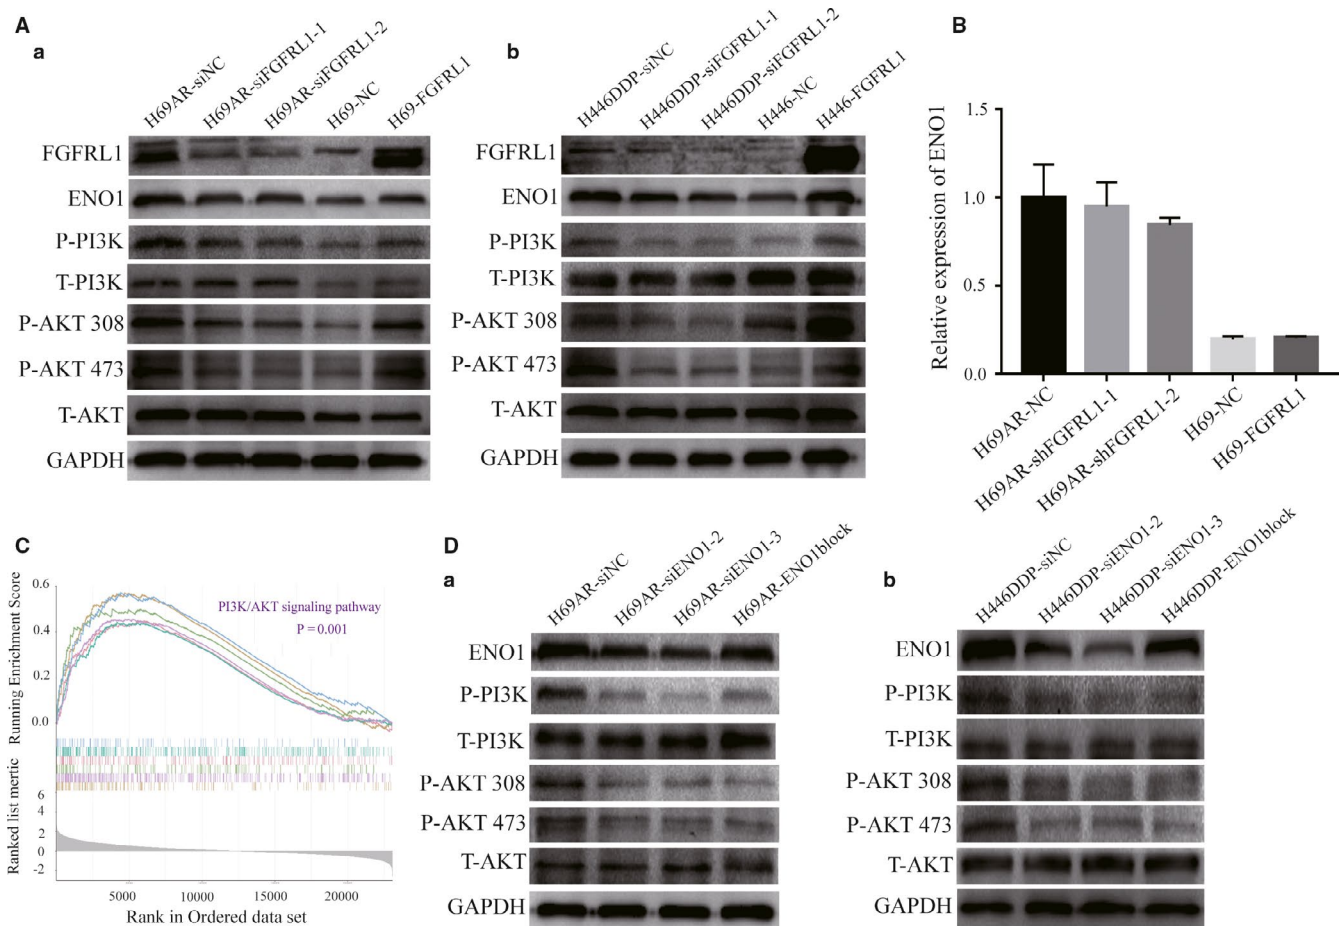 A
a
H69AR-siNC
H69AR-siFGFRL1-1
H69AR-siFGFRL1-2
H69-NC
H69-FGFRL1
FGFRL1
ENO1
P-PI3K
T-PI3K
P-AKT 308
P-AKT 473
T-AKT
GAPDH
b
H446DDP-siNC
H446DDP-siFGFRL1-1
H446DDP-siFGFRL1-2
H446-NC
H446-FGFRL1
FGFRL1
ENO1
P-PI3K
T-PI3K
P-AKT 308
P-AKT 473
T-AKT
GAPDH
B
Relative expression of ENO1
1.5
1.0
0.5
0.0
H69AR-NC
H69AR-shFGFRL1-1
H69AR-shFGFRL1-2
H69-NC
H69-FGFRL1
C
Running Enrichment Score
0.6
0.4
0.2
0.0
PI3K/AKT signaling pathway
P = 0.001
Ranked list mertic
6
4
2
0
-2
5000 10000 15000 20000
Rank in Ordered data set
D
a
H69AR-siNC
H69AR-siENO1-2
H69AR-siENO1-3
H69AR-ENO1block
ENO1
P-PI3K
T-PI3K
P-AKT 308
P-AKT 473
T-AKT
GAPDH
b
H446DDP-siNC
H446DDP-siENO1-2
H446DDP-siENO1-3
H446DDP-ENO1block
ENO1
P-PI3K
T-PI3K
P-AKT 308
P-AKT 473
T-AKT
GAPDH